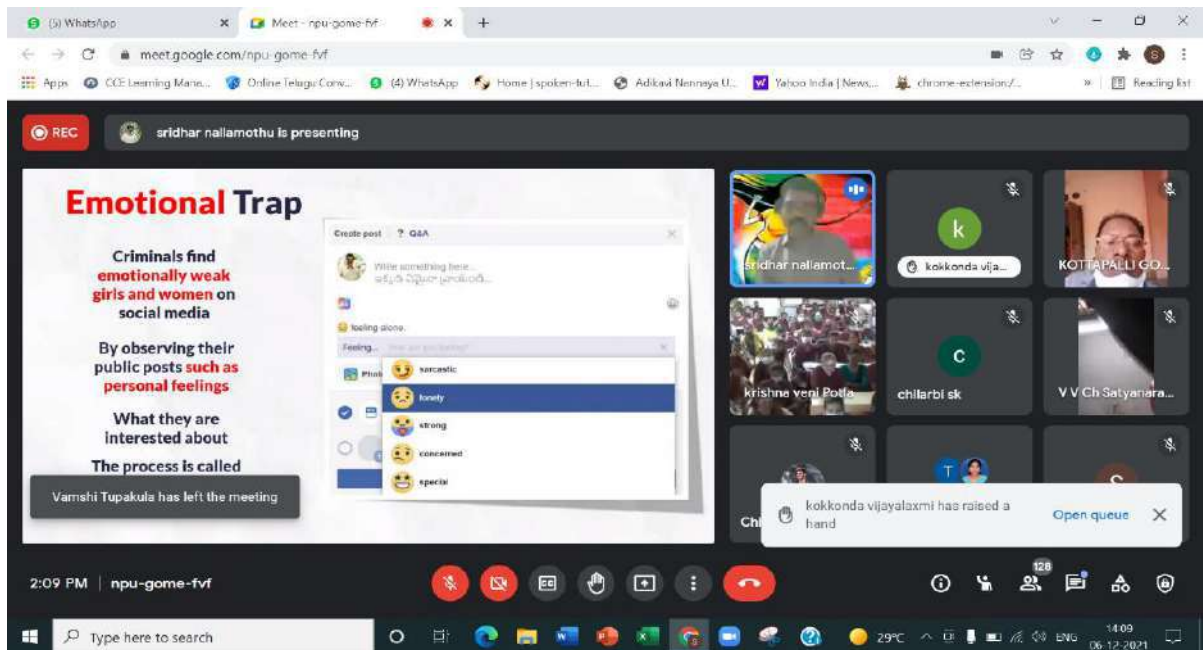 (5) WhatsApp
Meet - npu-gome-fvf
meet.google.com/npu-gome-fvf
Apps
CCE Learning Mana...
Online Telugu Conv...
(4) WhatsApp
Home | spoken-tut...
Adikavi Nannaya U...
Yahoo India | News,...
chrome-extension:/...
Reading list
REC
sridhar nallamothu is presenting
Emotional Trap
Criminals find
emotionally weak
girls and women on
social media
By observing their
public posts such as
personal feelings
What they are
interested about
The process is called
Create post
? Q&A
Write something here...
feeling alone.
Feeling...
sarcastic
lonely
strong
concerned
special
Vamshi Tupakula has left the meeting
sridhar nallamot...
k
kokkonda vija...
KOTTAPALLI GO...
krishna veni Potla
C
chilarbi sk
V V Ch Satyanara...
T
kokkonda vijayalaxmi has raised a
hand
Open queue
2:09 PM | npu-gome-fvf
128
Type here to search
29°C
ENG
14:09
06-12-2021